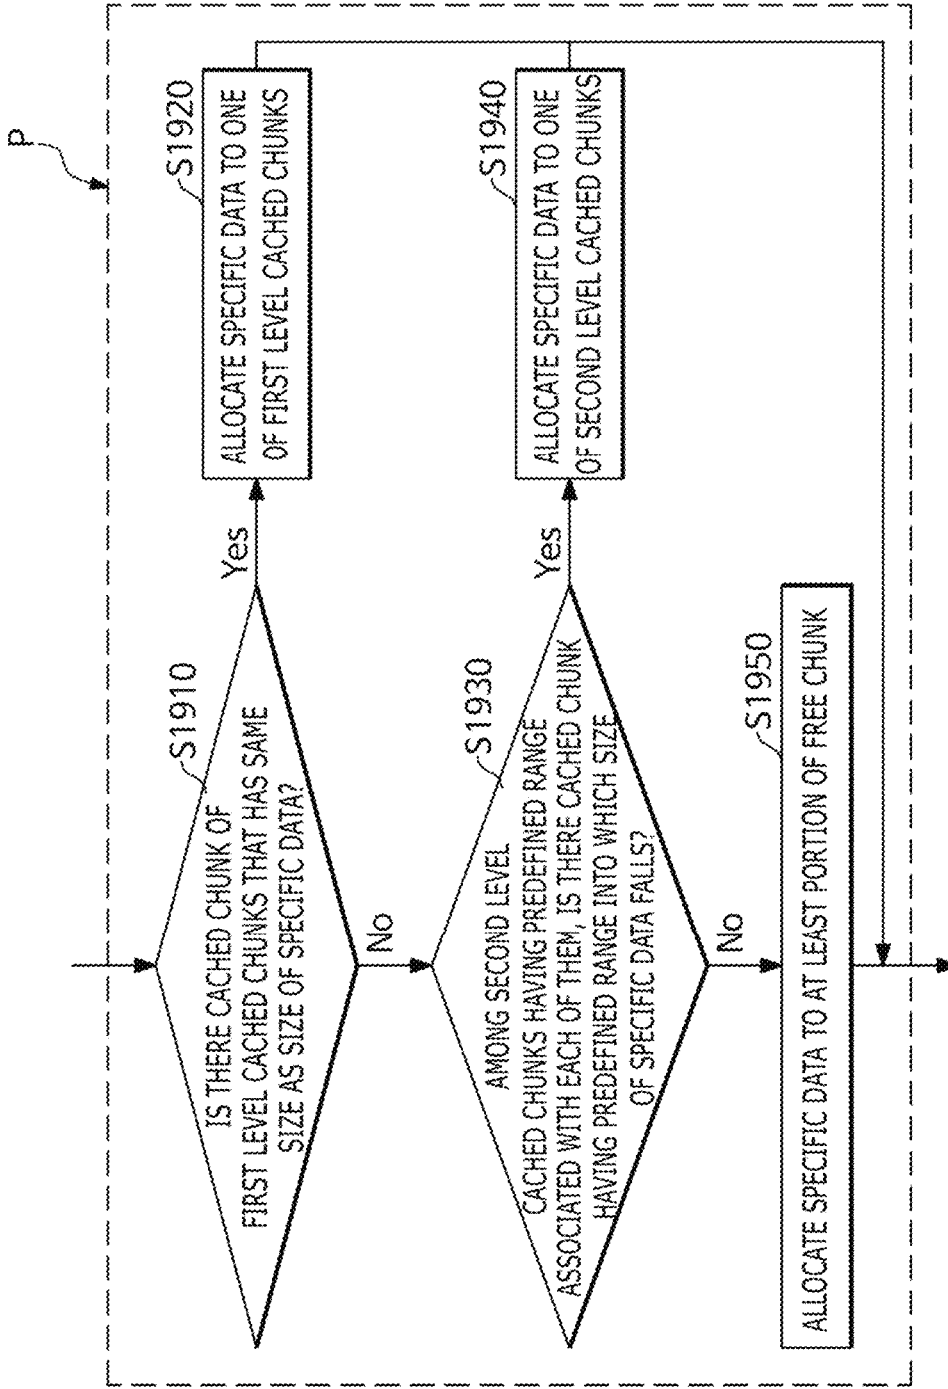 P
S1910
IS THERE CACHED CHUNK OF
FIRST LEVEL CACHED CHUNKS THAT HAS SAME
SIZE AS SIZE OF SPECIFIC DATA?
Yes
S1920
ALLOCATE SPECIFIC DATA TO ONE
OF FIRST LEVEL CACHED CHUNKS
No
S1930
AMONG SECOND LEVEL
CACHED CHUNKS HAVING PREDEFINED RANGE
ASSOCIATED WITH EACH OF THEM, IS THERE CACHED CHUNK
HAVING PREDEFINED RANGE INTO WHICH SIZE
OF SPECIFIC DATA FALLS?
Yes
S1940
ALLOCATE SPECIFIC DATA TO ONE
OF SECOND LEVEL CACHED CHUNKS
No
S1950
ALLOCATE SPECIFIC DATA TO AT LEAST PORTION OF FREE CHUNK